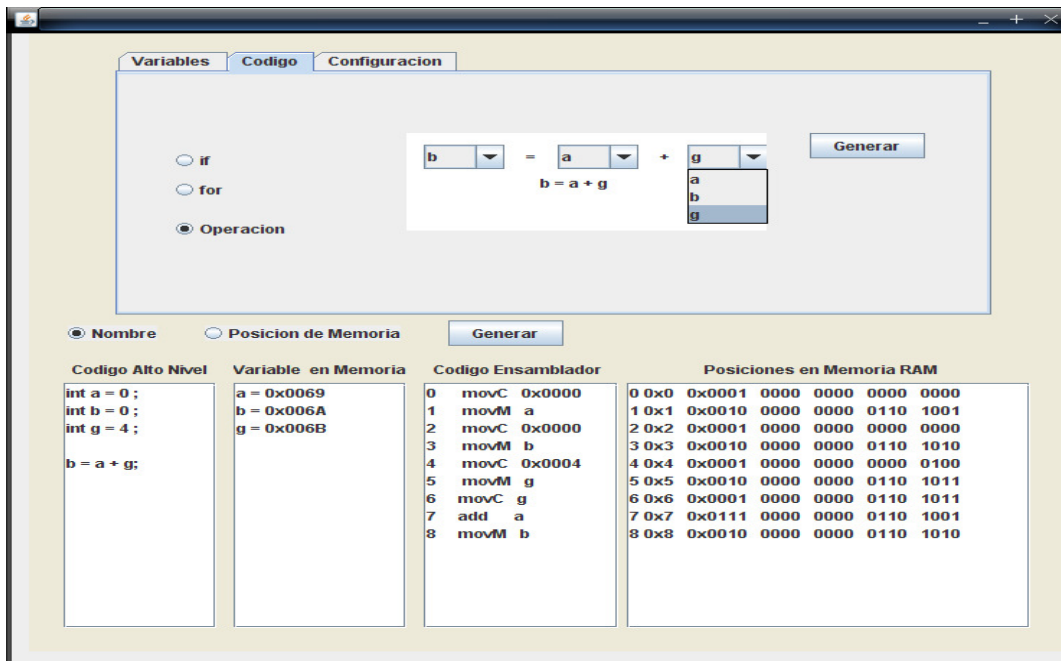 Variables Codigo Configuracion
if
for
Operacion
b = a + g
b = a + g
a
b
g
Generar
Nombre Posicion de Memoria Generar
Codigo Alto Nivel
int a = 0 ;
int b = 0 ;
int g = 4 ;
b = a + g;
Variable en Memoria
a = 0x0069
b = 0x006A
g = 0x006B
Codigo Ensamblador
0 movC 0x0000
1 movM a
2 movC 0x0000
3 movM b
4 movC 0x0004
5 movM g
6 movC g
7 add a
8 movM b
Posiciones en Memoria RAM
0 0x0 0x0001 0000 0000 0000 0000
1 0x1 0x0010 0000 0000 0110 1001
2 0x2 0x0001 0000 0000 0000 0000
3 0x3 0x0010 0000 0000 0110 1010
4 0x4 0x0001 0000 0000 0000 0100
5 0x5 0x0010 0000 0000 0110 1011
6 0x6 0x0001 0000 0000 0110 1011
7 0x7 0x0111 0000 0000 0110 1001
8 0x8 0x0010 0000 0000 0110 1010